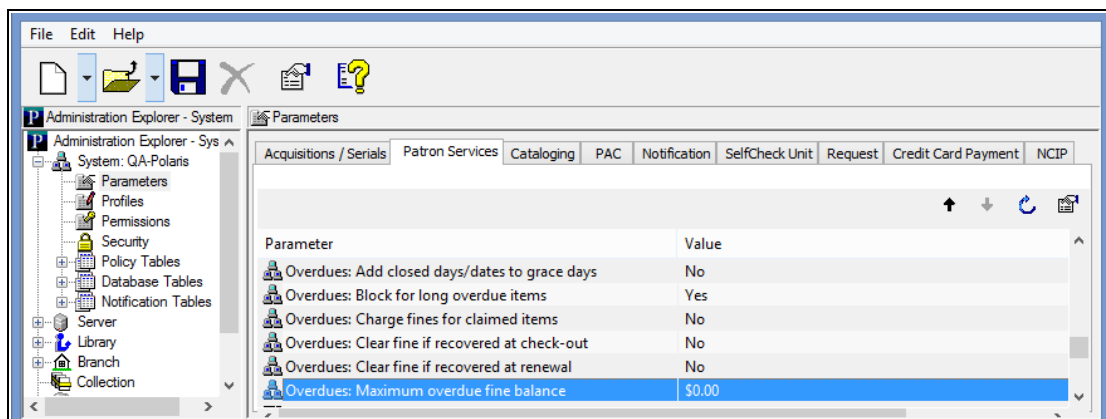 File Edit Help
Administration Explorer - System
Parameters
Administration Explorer - Sys
System: QA-Polaris
Parameters
Profiles
Permissions
Security
Policy Tables
Database Tables
Notification Tables
Server
Library
Branch
Collection
Acquisitions / Serials Patron Services Cataloging PAC Notification SelfCheck Unit Request Credit Card Payment NCIP
Parameter Value
Overdues: Add closed days/dates to grace days No
Overdues: Block for long overdue items Yes
Overdues: Charge fines for claimed items No
Overdues: Clear fine if recovered at check-out No
Overdues: Clear fine if recovered at renewal No
Overdues: Maximum overdue fine balance $0.00